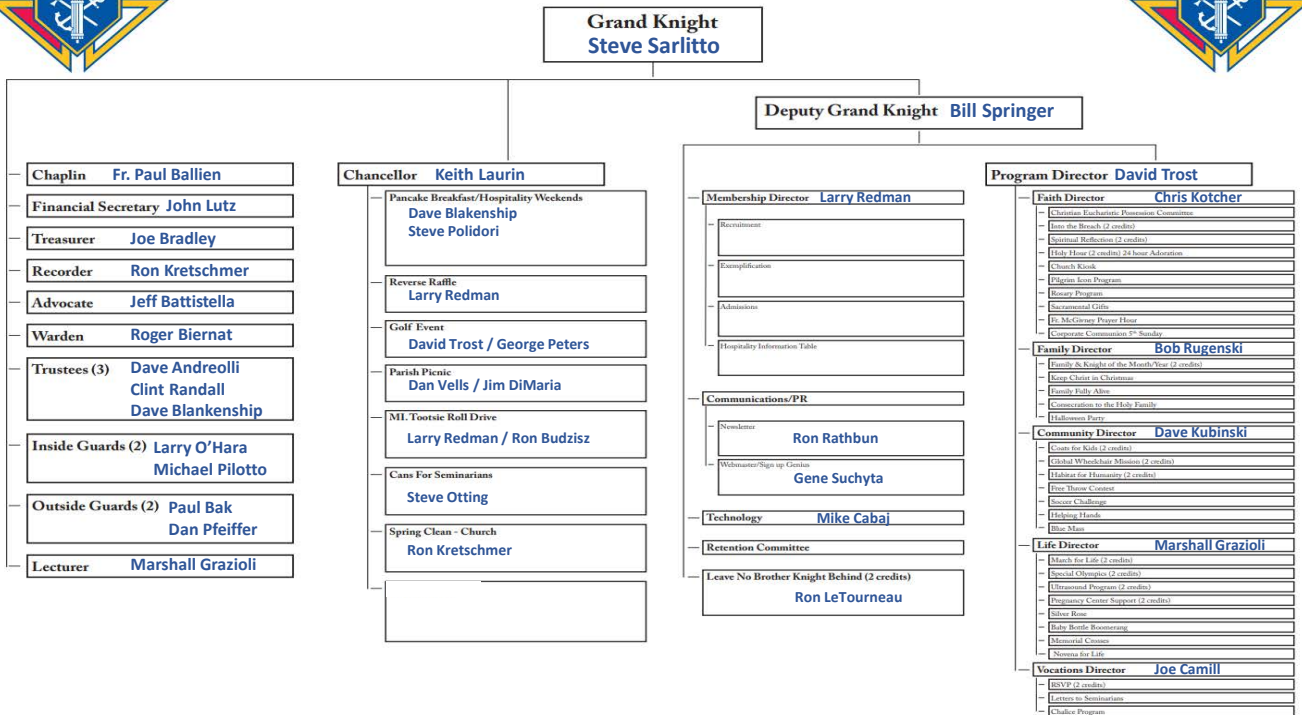 Grand Knight
Steve Sarlitto
Deputy Grand Knight Bill Springer
Chaplin Fr. Paul Ballien
Financial Secretary John Lutz
Treasurer Joe Bradley
Recorder Ron Kretschmer
Advocate Jeff Battistella
Warden Roger Biernat
Trustees (3) Dave Andreolli
Clint Randall
Dave Blankenship
Inside Guards (2) Larry O'Hara
Michael Pilotto
Outside Guards (2) Paul Bak
Dan Pfeiffer
Lecturer Marshall Grazioli
Chancellor Keith Laurin
Pancake Breakfast/Hospitality Weekends
Dave Blakenship
Steve Polidori
Reverse Raffle
Larry Redman
Golf Event
David Trost / George Peters
Parish Picnic
Dan Vells / Jim DiMaria
MI. Tootsie Roll Drive
Larry Redman / Ron Budzisz
Cans For Seminarians
Steve Otting
Spring Clean - Church
Ron Kretschmer
Membership Director Larry Redman
Recruitment
Exemplification
Admissions
Hospitality Information Table
Communications/PR
Newsletter
Ron Rathbun
Webmaster/Sign up Genius
Gene Suchyta
Technology Mike Cabaj
Retention Committee
Leave No Brother Knight Behind (2 credits)
Ron LeTourneau
Program Director David Trost
Faith Director Chris Kotcher
Christian Eucharistic Possession Committee
Into the Breach (2 credits)
Spiritual Reflection (2 credits)
Holy Hour (2 credits) 24 hour Adoration
Church Kiosk
Pilgrim Icon Program
Rosary Program
Sacramental Gifts
Fr. McGivney Prayer Hour
Corporate Communion 5th Sunday
Family Director Bob Rugenski
Family & Knight of the Month/Year (2 credits)
Keep Christ in Christmas
Family Fully Alive
Consecration to the Holy Family
Halloween Party
Community Director Dave Kubinski
Coats for Kids (2 credits)
Global Wheelchair Mission (2 credits)
Habitat for Humanity (2 credits)
Free Throw Contest
Soccer Challenge
Helping Hands
Blue Mass
Life Director Marshall Grazioli
March for Life (2 credits)
Special Olympics (2 credits)
Ultrasound Program (2 credits)
Pregnancy Center Support (2 credits)
Silver Rose
Baby Bottle Boomerang
Memorial Crosses
Novena for Life
Vocations Director Joe Camill
RSVP (2 credits)
Letters to Seminarians
Chalice Program